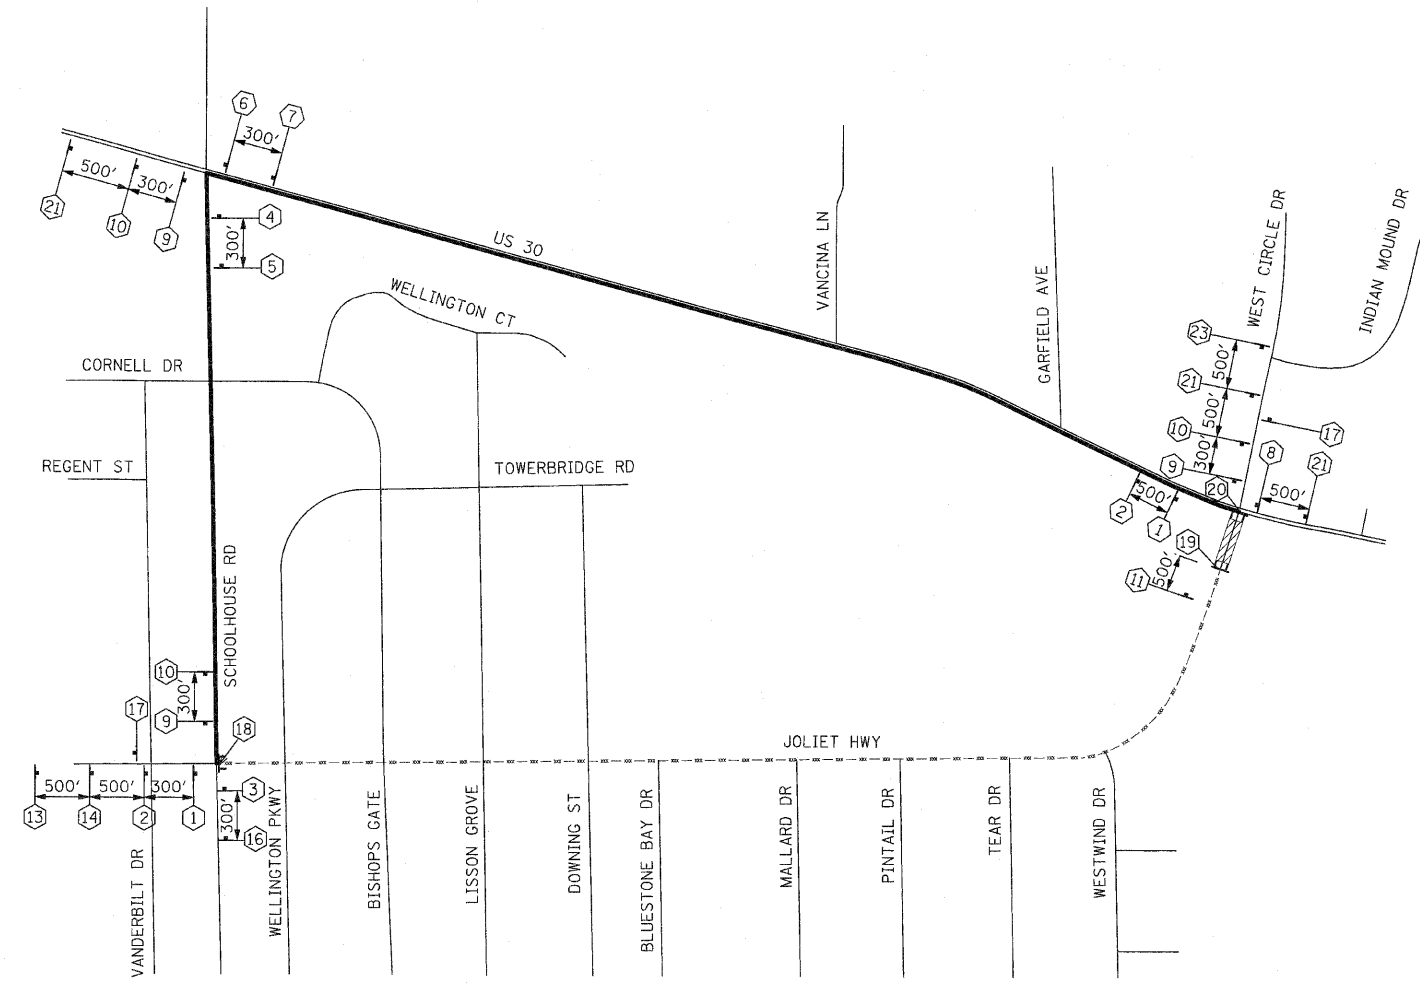 6
7
300'
500'
300'
21
10
9
4
300'
5
US 30
WELLINGTON CT
VANCINA LN
GARFIELD AVE
WEST CIRCLE DR
INDIAN MOUND DR
CORNELL DR
REGENT ST
TOWERBRIDGE RD
23
500'
21
500'
10
300'
9
20
17
8
21
500'
500'
2
1
19
500'
11
SCHOOLHOUSE RD
10
300'
9
17
18
JOLIET HWY
500'
500'
300'
13
14
2
1
3
300'
16
VANDERBILT DR
WELLINGTON PKWY
BISHOPS GATE
LISSON GROVE
DOWNING ST
BLUESTONE BAY DR
MALLARD DR
PINTAIL DR
TEAR DR
WESTWIND DR